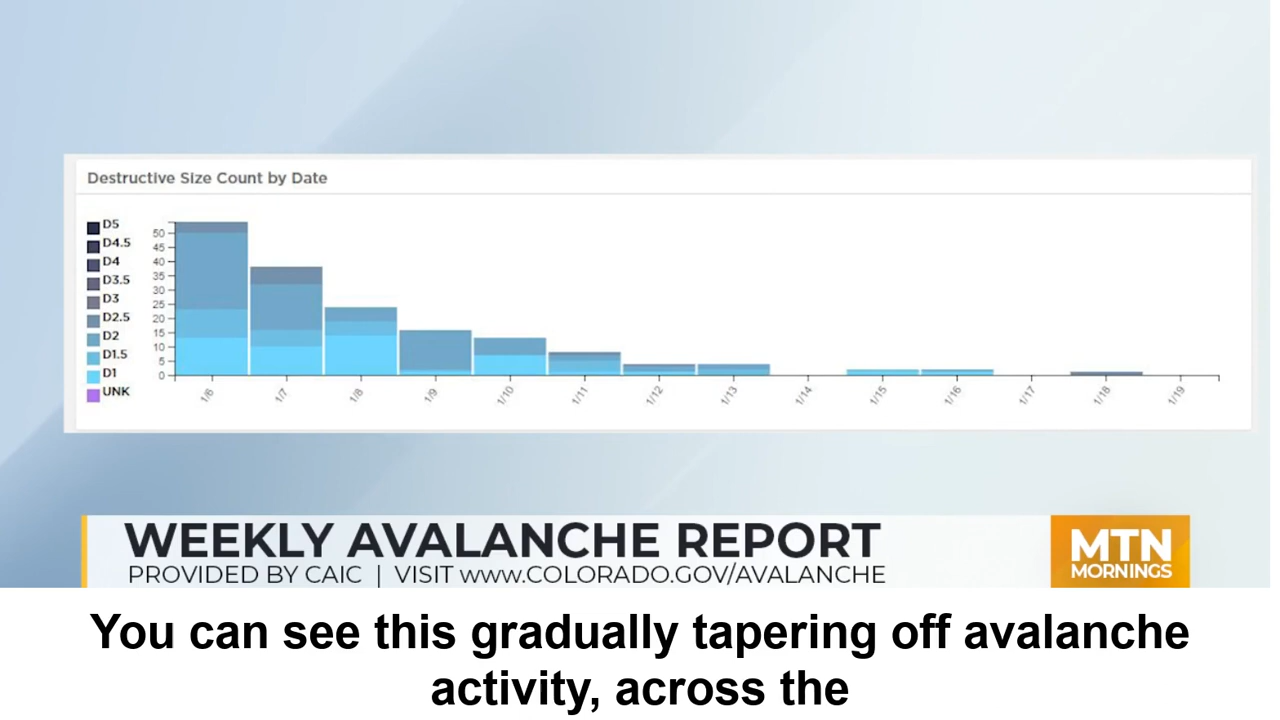 Destructive Size Count by Date
D5
D4.5
D4
D3.5
D3
D2.5
D2
D1.5
D1
UNK
50
45
40
35
30
25
20
15
10
5
0
1/6
1/7
1/8
1/9
1/10
1/11
1/12
1/13
1/14
1/15
1/16
1/17
1/18
1/19
WEEKLY AVALANCHE REPORT
PROVIDED BY CAIC | VISIT www.COLORADO.GOV/AVALANCHE
MTN
MORNINGS
You can see this gradually tapering off avalanche
activity, across the